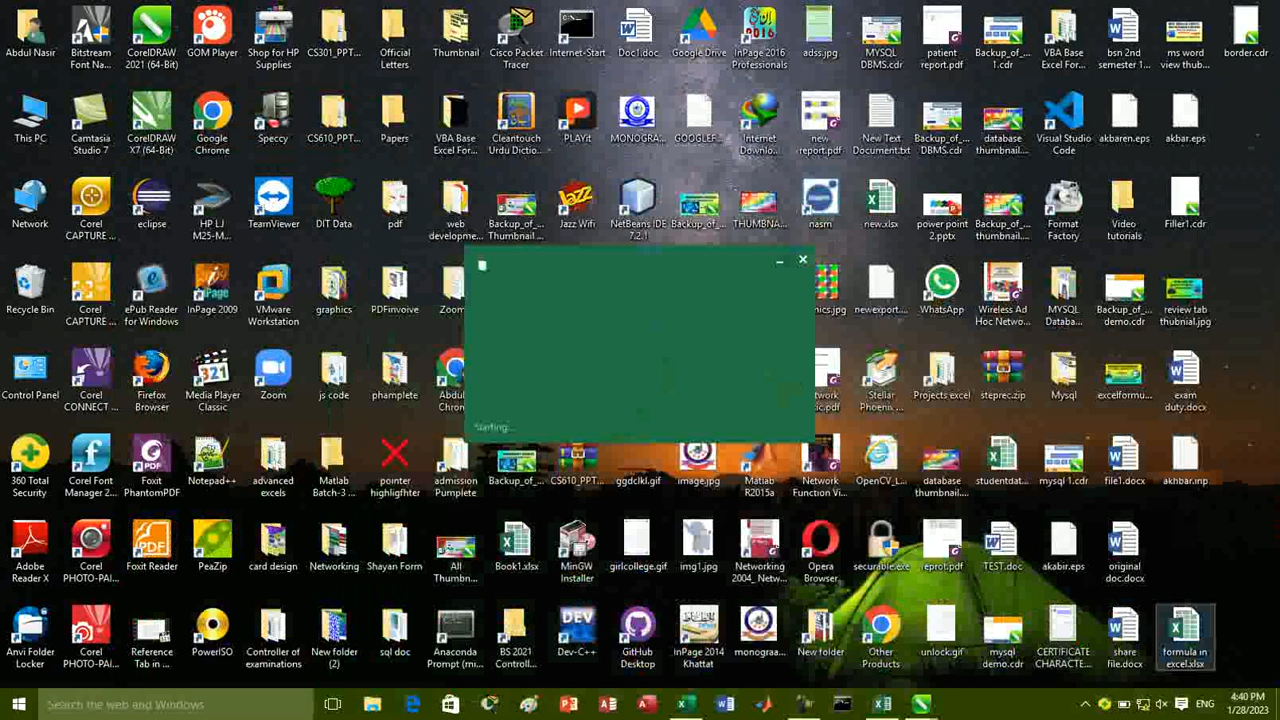 Abdul Na...
Bitstream
Font Na...
CorelDRAW
2021 (64-Bit)
GOM Player
Shop for HP
Supplies
CS301_PPT...
Official
Letters
Thumbnail...
Cisco Packet
Tracer
Internet-Start
Doc1.doc
Google Drive
InPage 2016
Professionals
adss.jpg
MYSQL
DBMS.cdr
patient
report.pdf
Backup_of_...
1.cdr
VBA Base
Excel For...
bsn 2nd
semester 1...
ms word
view thub...
border.cdr
This PC
Camtasia
Studio 7
CorelDRAW
X7 (64-Bit)
Google
Chrome
speccy
CS610_PPT...
Papers
VBA Base
Excel For...
Cleantouch
Urdu Dictio...
PLAYit
MONOGRA...
GOOGLEF...
Internet
Downlo...
new
report.pdf
New Text
Document.txt
Backup_of_...
DBMS.cdr
database
thumbnail...
Visual Studio
Code
akbaren.eps
akbar.eps
Network
Corel
CAPTURE ...
eclipse
HP LJ
M25-M...
TeamViewer
DIT Data
pdf
web
developme...
Backup_of_...
Thumbnail ...
Jazz Wifi
NetBeans IDE
7.2.1
Backup_of_...
THUMBNA...
nasm
new.xlsx
power point
2.pptx
Backup_of_...
thumbnail....
Format
Factory
Video
tutorials
Filler1.cdr
Recycle Bin
Corel
CAPTURE ...
ePub Reader
for Windows
InPage 20...
VMware
Workstation
graphics
PDFinvoive
Zoom
newexport....
WhatsApp
Wireless Ad
Hoc Netwo...
MYSQL
Databa...
Backup_of_...
demo.cdr
review tab
thubnial.jpg
Control Panel
Corel
CONNECT ...
Firefox
Browser
Media Player
Classic
Zoom
js code
phamplete
Stellar
Phoenix ...
Projects excel
steprec.zip
Mysql
excelformu...
exam
duty.docx
Starting...
360 Total
Security
Corel Font
Manager 2...
Foxit
PhantomPDF
Notepad++
advanced
excels
Matlab
Batch-3 ...
pointer
highligfhter
admission
Pumplete
Backup_of_...
CS610_PPT...
ggdclkl.gif
image.jpg
Matlab
R2015a
Network
Function Vi...
OpenCV_L...
database
thumbnail...
studentdat...
mysql 1.cdr
file1.docx
akhbar.inp
Adobe
Reader X
Corel
PHOTO-PAI...
Foxit Reader
PeaZip
card design
Networking
Shayan Form
All
Thumbn...
Book1.xlsx
MinGW
Installer
girlcollege.gif
img1.jpg
Networking
2004_Netw...
Opera
Browser
securable.exe
reprot.pdf
TEST.doc
akabir.eps
original
doc.docx
Anvi Folder
Locker
Corel
PHOTO-PAI...
Reference
Tab in ...
PowerISO
Controller of
examinations
New folder
(2)
sql doc
Anaconda
Prompt (mi...
BS 2021
Controll...
Dev-C++
GitHub
Desktop
InPage 2014
Khattat
monograa...
New folder
Other
Products
unlock.gif
mysql
demo.cdr
CERTIFICATE
CHARACTE...
share
file.docx
formula in
excel.xlsx
Search the web and Windows
4:40 PM
1/28/2023